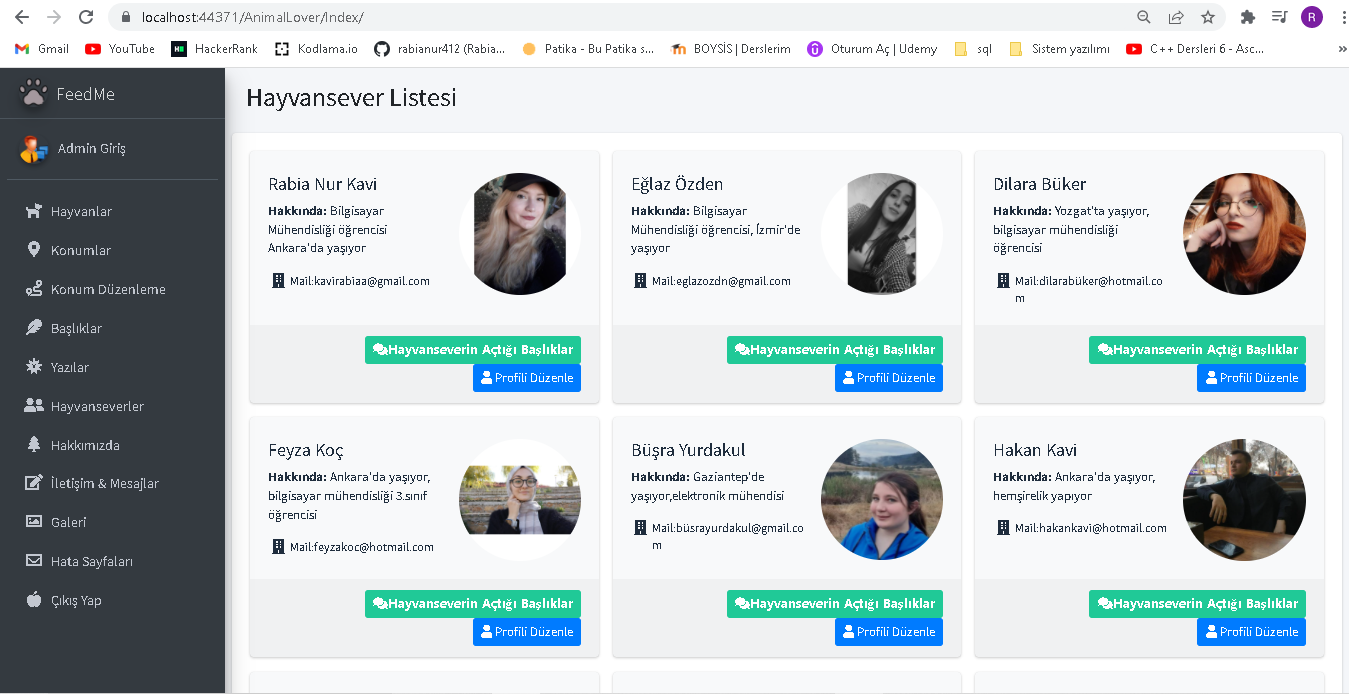 localhost:44371/AnimalLover/Index/
R
Gmail
YouTube
HackerRank
Kodlama.io
rabianur412 (Rabia...
Patika - Bu Patika s...
BOYSİS | Derslerim
Oturum Aç | Udemy
sql
Sistem yazılımı
C++ Dersleri 6 - Asc...
»
FeedMe
Admin Giriş
Hayvanlar
Konumlar
Konum Düzenleme
Başlıklar
Yazılar
Hayvanseverler
Hakkımızda
İletişim & Mesajlar
Galeri
Hata Sayfaları
Çıkış Yap
Hayvansever Listesi
Rabia Nur Kavi
Hakkında: Bilgisayar
Mühendisliği öğrencisi
Ankara'da yaşıyor
Mail:kavirabiaa@gmail.com
Hayvanseverin Açtığı Başlıklar
Profili Düzenle
Eğlaz Özden
Hakkında: Bilgisayar
Mühendisliği öğrencisi, İzmir'de
yaşıyor
Mail:eglazozdn@gmail.com
Hayvanseverin Açtığı Başlıklar
Profili Düzenle
Dilara Büker
Hakkında: Yozgat'ta yaşıyor,
bilgisayar mühendisliği
öğrencisi
Mail:dilarabüker@hotmail.co
m
Hayvanseverin Açtığı Başlıklar
Profili Düzenle
Feyza Koç
Hakkında: Ankara'da yaşıyor,
bilgisayar mühendisliği 3.sınıf
öğrencisi
Mail:feyzakoc@hotmail.com
Hayvanseverin Açtığı Başlıklar
Profili Düzenle
Büşra Yurdakul
Hakkında: Gaziantep'de
yaşıyor,elektronik mühendisi
Mail:büsrayurdakul@gmail.co
m
Hayvanseverin Açtığı Başlıklar
Profili Düzenle
Hakan Kavi
Hakkında: Ankara'da yaşıyor,
hemşirelik yapıyor
Mail:hakankavi@hotmail.com
Hayvanseverin Açtığı Başlıklar
Profili Düzenle